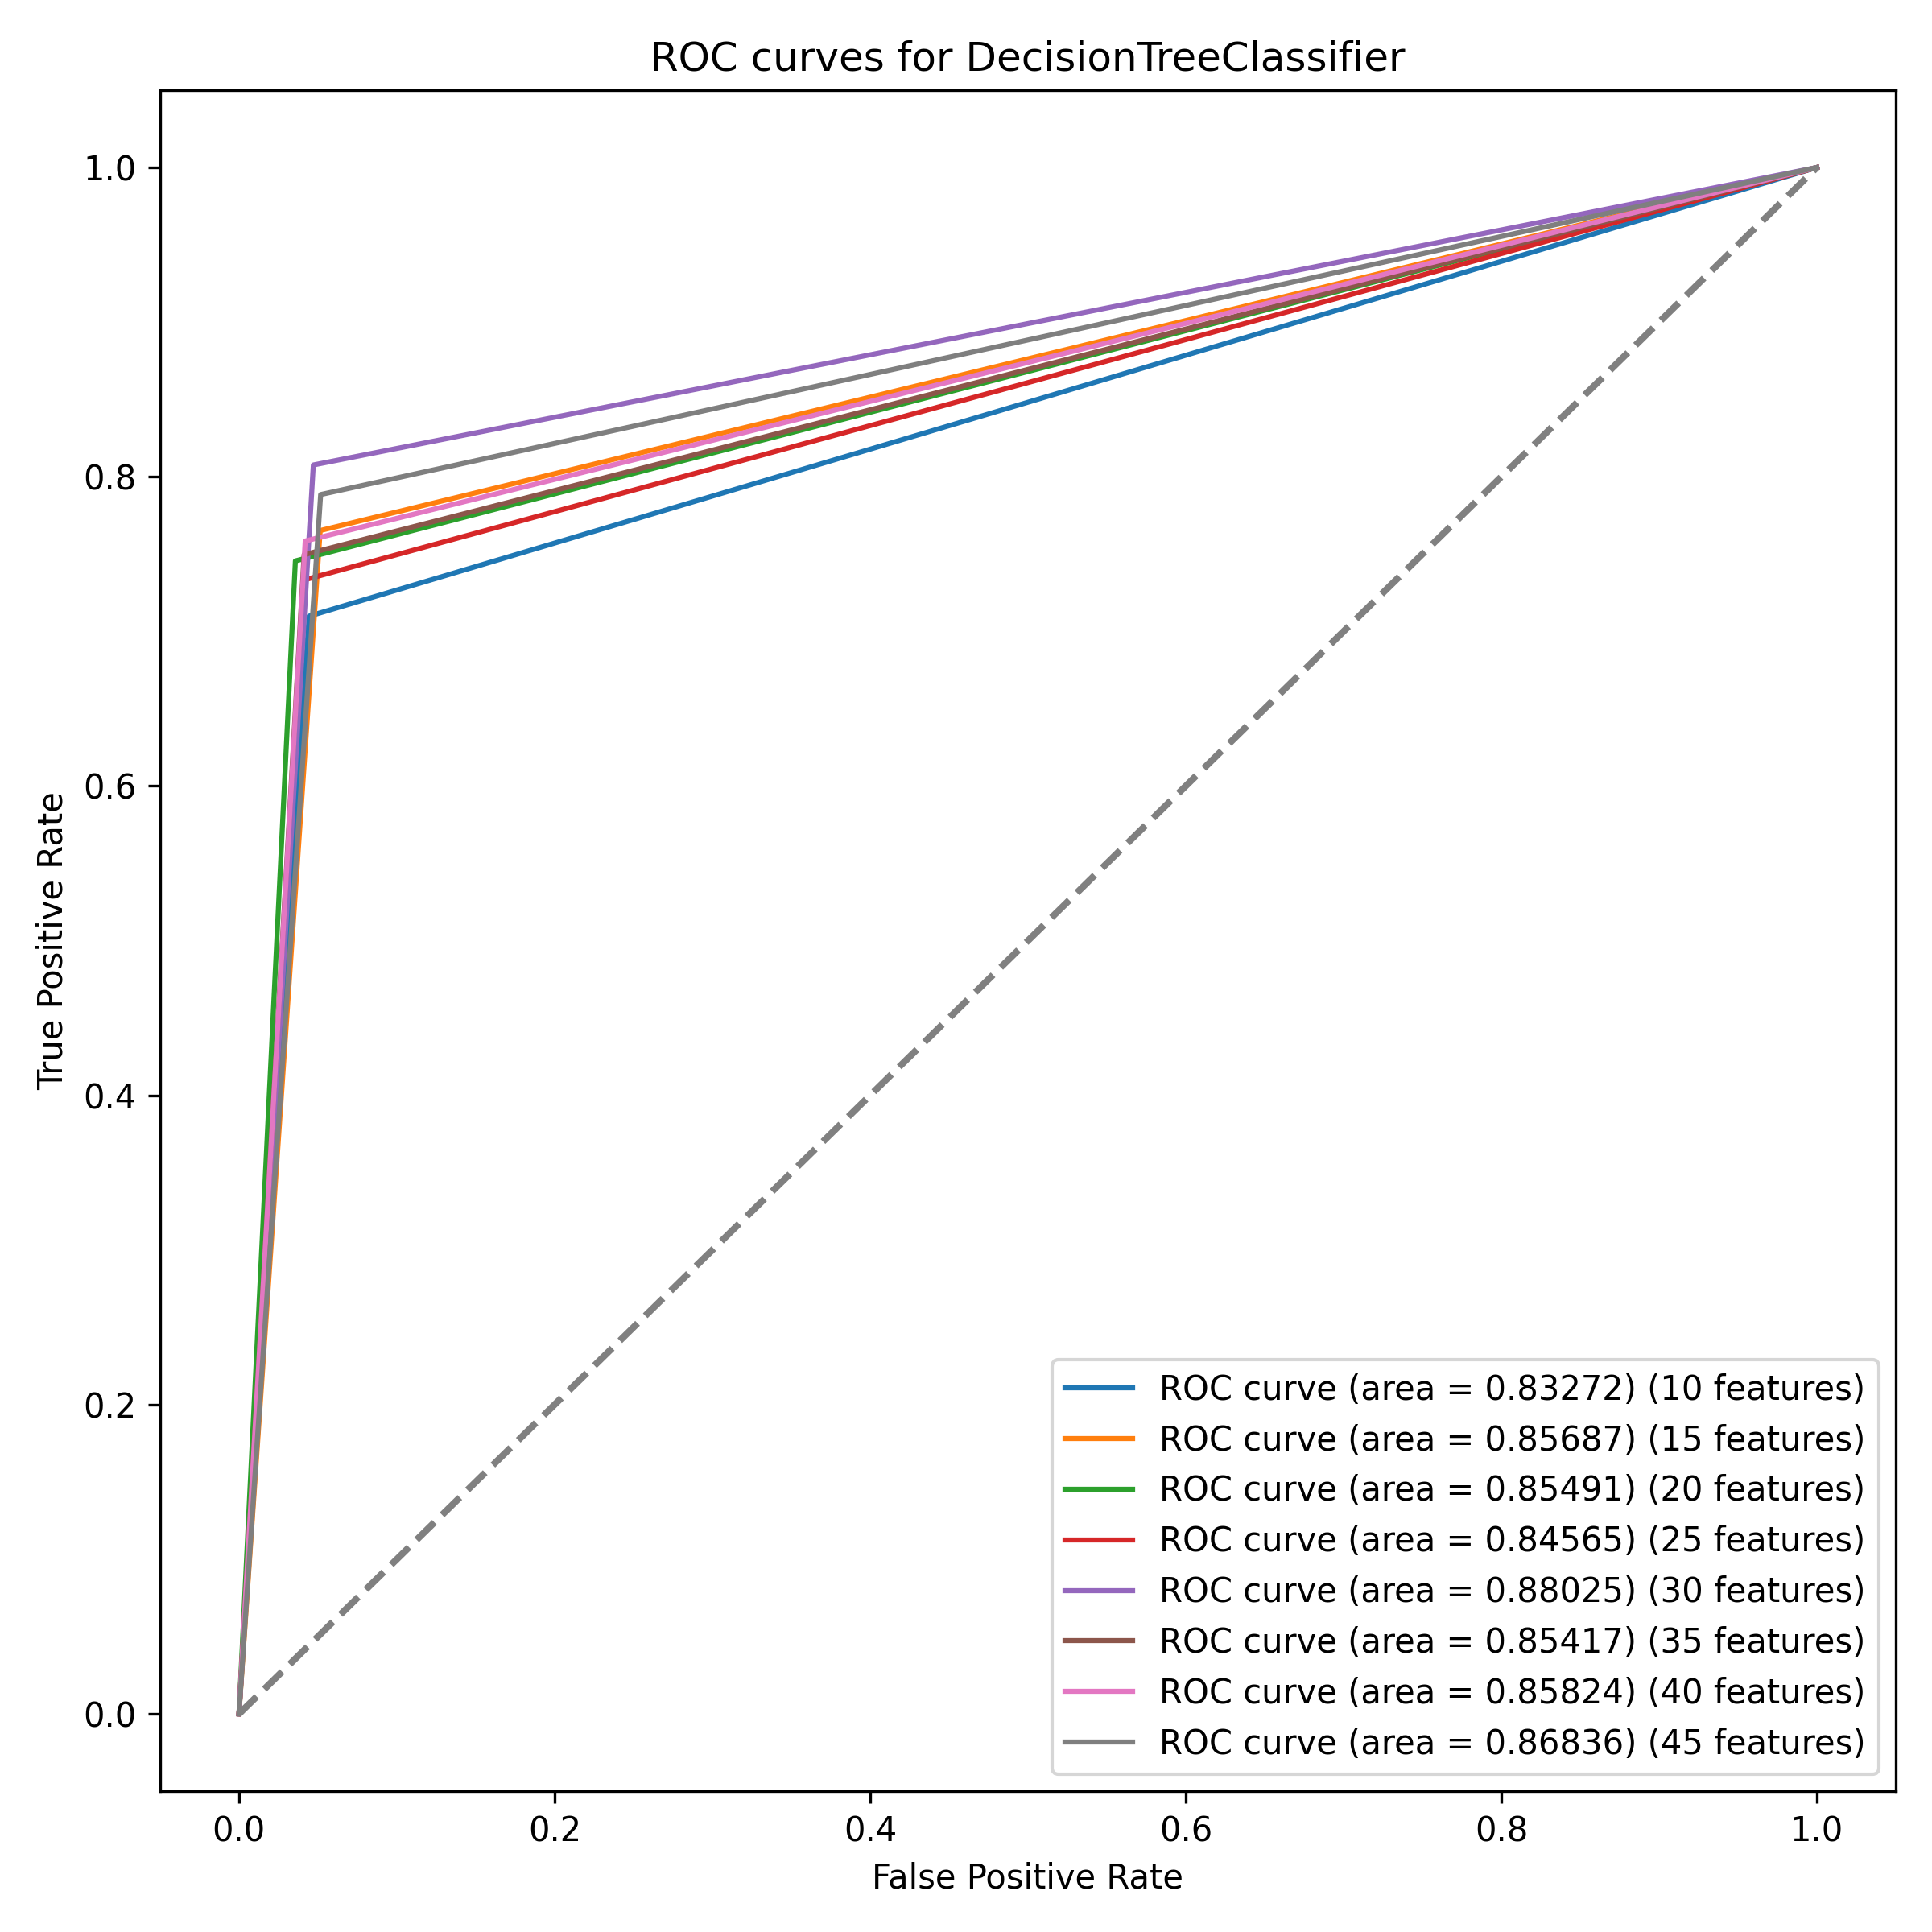 ROC curves for DecisionTreeClassifier
True Positive Rate
1.0
0.8
0.6
0.4
0.2
0.0
ROC curve (area = 0.83272) (10 features)
ROC curve (area = 0.85687) (15 features)
ROC curve (area = 0.85491) (20 features)
ROC curve (area = 0.84565) (25 features)
ROC curve (area = 0.88025) (30 features)
ROC curve (area = 0.85417) (35 features)
ROC curve (area = 0.85824) (40 features)
ROC curve (area = 0.86836) (45 features)
0.0 0.2 0.4 0.6 0.8 1.0
False Positive Rate